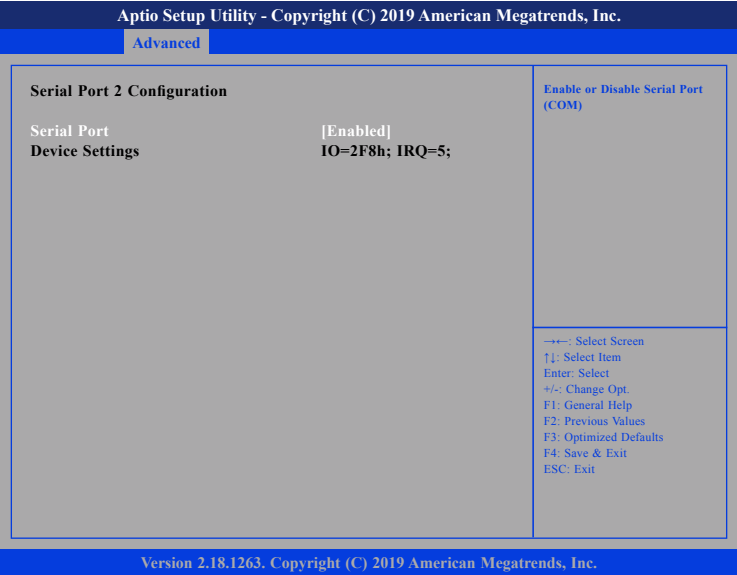 Aptio Setup Utility - Copyright (C) 2019 American Megatrends, Inc.
Advanced
Serial Port 2 Configuration
Serial Port [Enabled]
Device Settings IO=2F8h; IRQ=5;
Enable or Disable Serial Port
(COM)
→←: Select Screen
↑↓: Select Item
Enter: Select
+/-: Change Opt.
F1: General Help
F2: Previous Values
F3: Optimized Defaults
F4: Save & Exit
ESC: Exit
Version 2.18.1263. Copyright (C) 2019 American Megatrends, Inc.